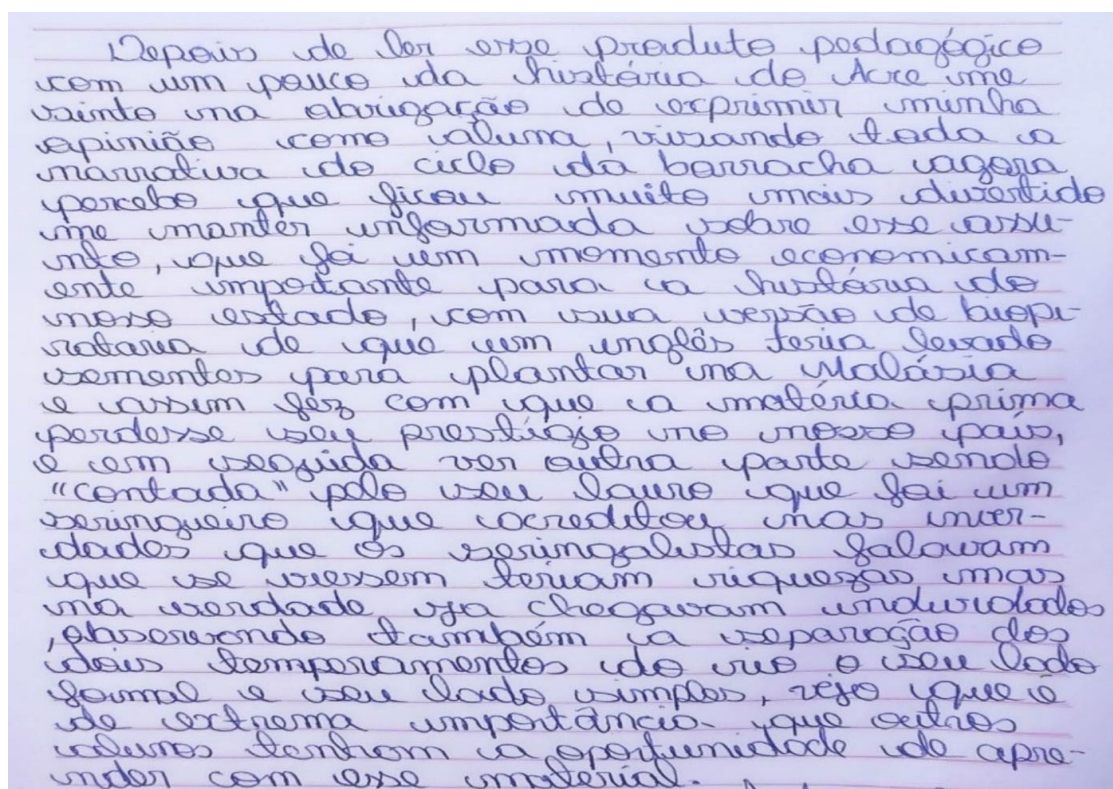 Depois de ler esse produto pedagógico
com um pouco da história do Acre me
sinto na obrigação de exprimir minha
opinião como aluna, visando toda a
narrativa do ciclo da borracha agora
percebo que ficou muito mais divertido
me manter informada sobre esse assu-
nto, que foi um momento economicam-
ente importante para a história do
nosso estado, com sua versão de biopi-
rataria de que um inglês teria levado
sementes para plantar na Malásia
e assim fez com que a matéria prima
perdesse seu prestígio no nosso país,
e em seguida ver outra parte sendo
"contada" pelo seu lauro que foi um
seringueiro que acreditou nas inver-
dades que os seringalistas falavam
que se viessem teriam riquezas mas
na verdade já chegavam endividados
,observando também a separação dos
dois temporamentos do rio o seu lado
formal e seu lado simples, vejo que é
de extrema importância que outros
alunos tenham a oportunidade de apre-
nder com esse material.